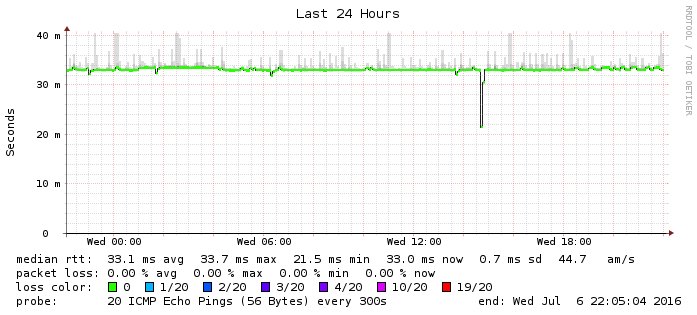 Last 24 Hours
RRDTOOL / TOBI OETIKER
Seconds
40 m
30 m
20 m
10 m
0
Wed 00:00 Wed 06:00 Wed 12:00 Wed 18:00
median rtt: 33.1 ms avg 33.7 ms max 21.5 ms min 33.0 ms now 0.7 ms sd 44.7 am/s
packet loss: 0.00 % avg 0.00 % max 0.00 % min 0.00 % now
loss color: 0 1/20 2/20 3/20 4/20 10/20 19/20
probe: 20 ICMP Echo Pings (56 Bytes) every 300s end: Wed Jul 6 22:05:04 2016